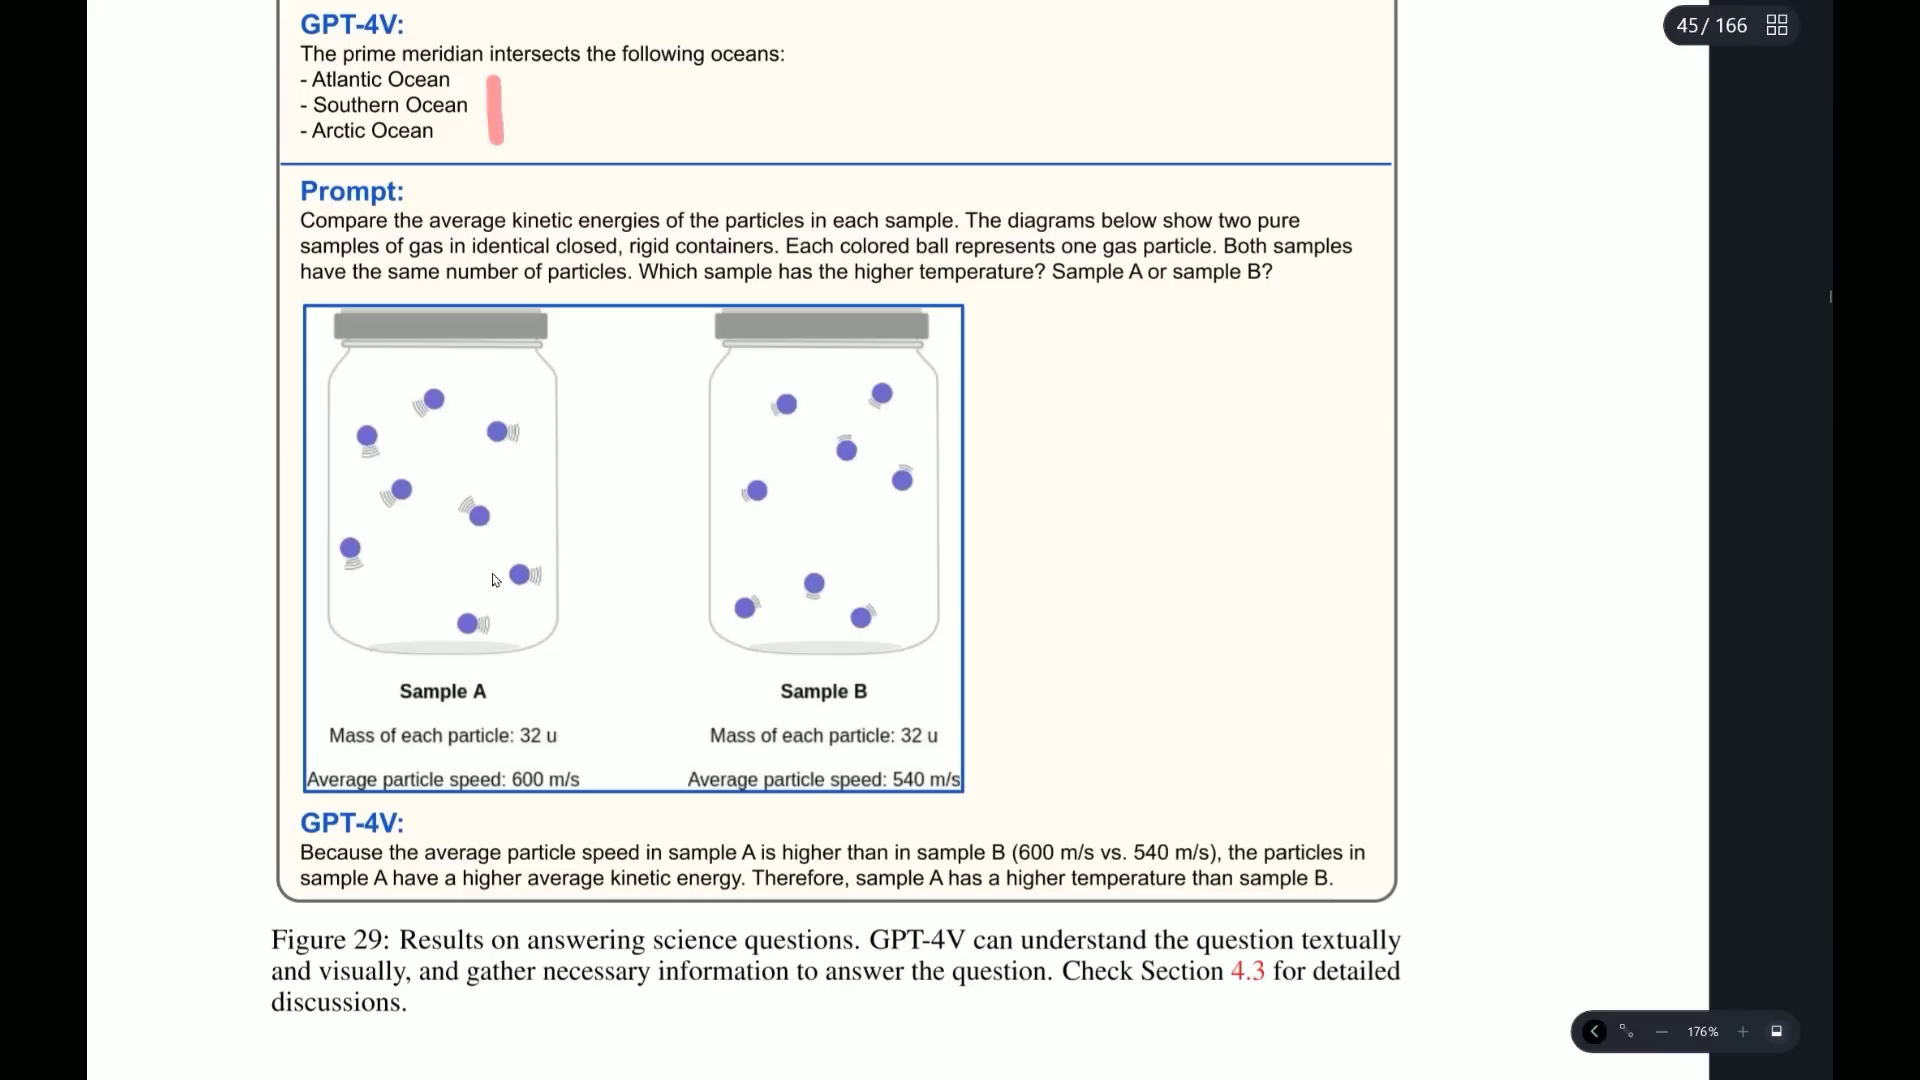 GPT-4V:
The prime meridian intersects the following oceans:
- Atlantic Ocean
- Southern Ocean
- Arctic Ocean
45 / 166
Prompt:
Compare the average kinetic energies of the particles in each sample. The diagrams below show two pure
samples of gas in identical closed, rigid containers. Each colored ball represents one gas particle. Both samples
have the same number of particles. Which sample has the higher temperature? Sample A or sample B?
Sample A
Mass of each particle: 32 u
Average particle speed: 600 m/s
Sample B
Mass of each particle: 32 u
Average particle speed: 540 m/s
GPT-4V:
Because the average particle speed in sample A is higher than in sample B (600 m/s vs. 540 m/s), the particles in
sample A have a higher average kinetic energy. Therefore, sample A has a higher temperature than sample B.
Figure 29: Results on answering science questions. GPT-4V can understand the question textually
and visually, and gather necessary information to answer the question. Check Section 4.3 for detailed
discussions.
176%